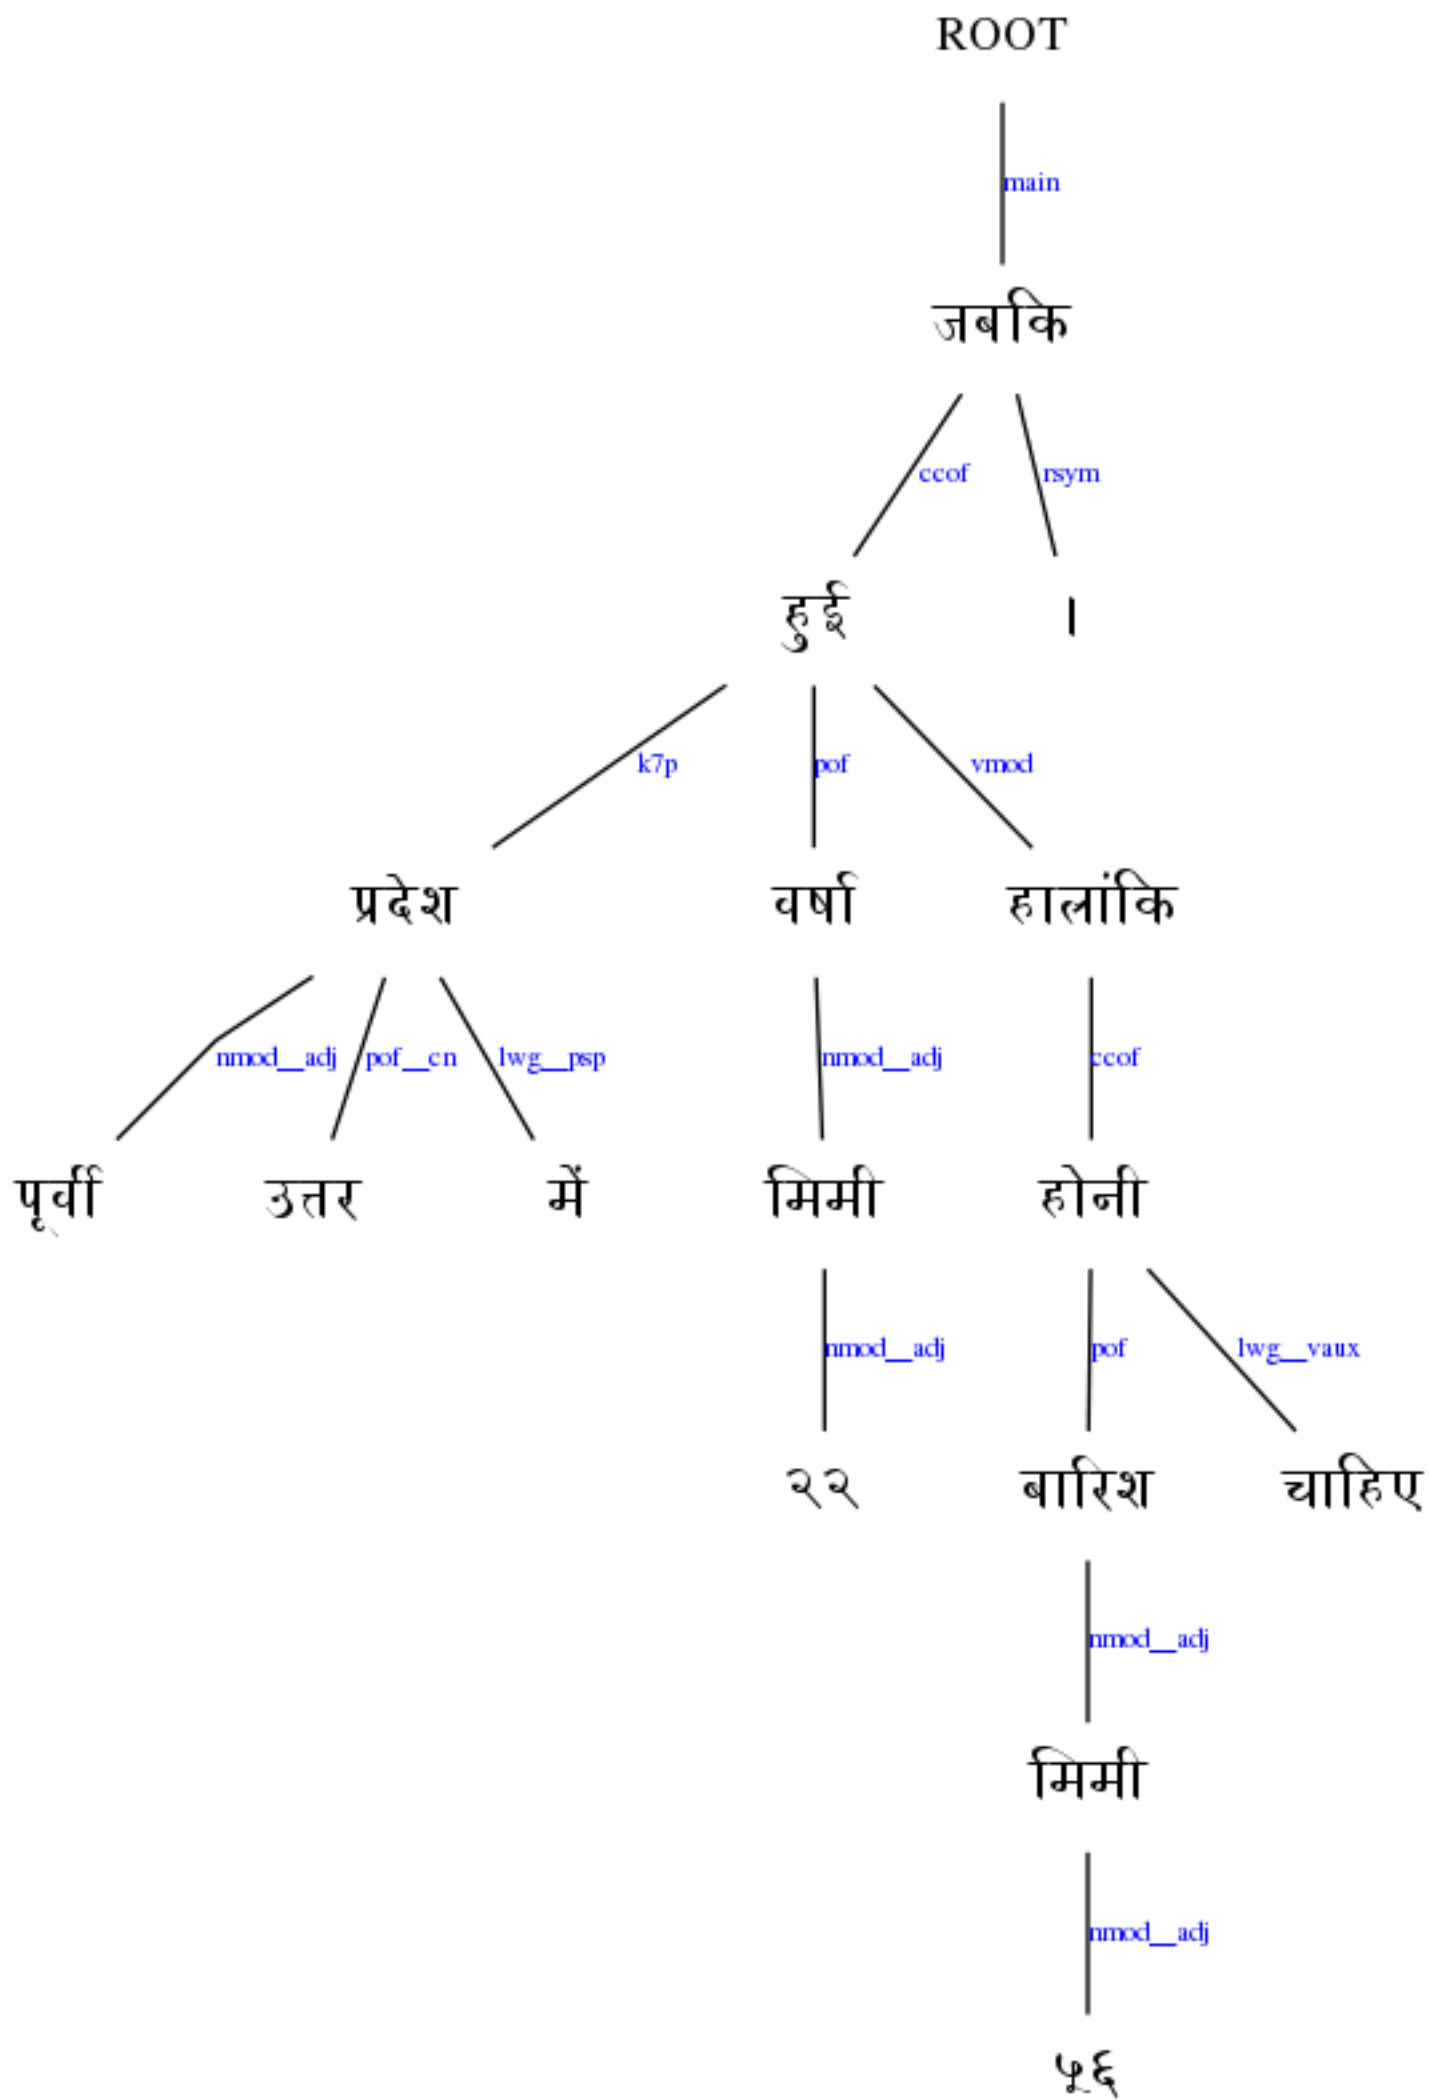 ROOT
main
जबकि
ccof rsym
हुई ।
k7p pof vmod
प्रदेश वर्षा हालांकि
nmod__adj pof__cn lwg__psp nmod__adj ccof
पूर्वी उत्तर में मिमी होनी
nmod__adj pof lwg__vaux
२२ बारिश चाहिए
nmod__adj
मिमी
nmod__adj
५६